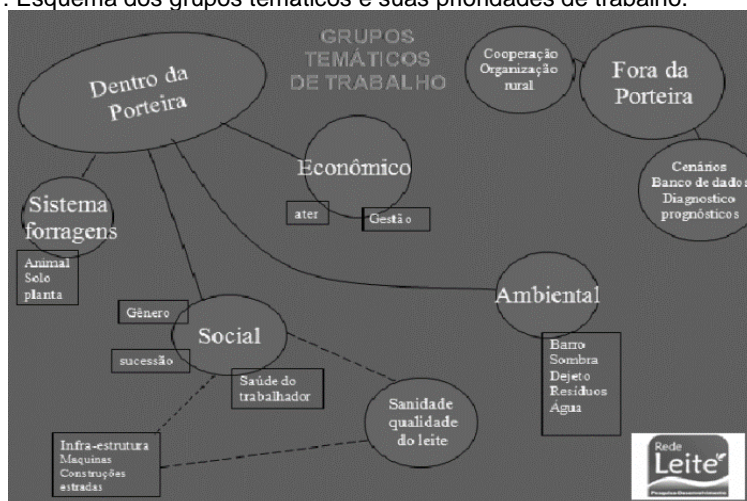 : Esquema dos grupos temáticos e suas prioridades de trabalho.
GRUPOS
TEMÁTICOS
DE TRABALHO
Dentro da
Porteira
Cooperação
Organização
rural
Fora da
Porteira
Cenários
Banco de dados
Diagnostico
prognósticos
Econômico
ater
Gestão
Sistema
forragens
Animal
Solo
planta
Gênero
Social
sucessão
Saúde do
trabalhador
Ambiental
Barro
Sombra
Dejeto
Resíduos
Água
Sanidade
qualidade
do leite
Infra-estrutura
Maquinas
Construções
estradas
Rede
Leite
Pesquisa-Desenvolvimento